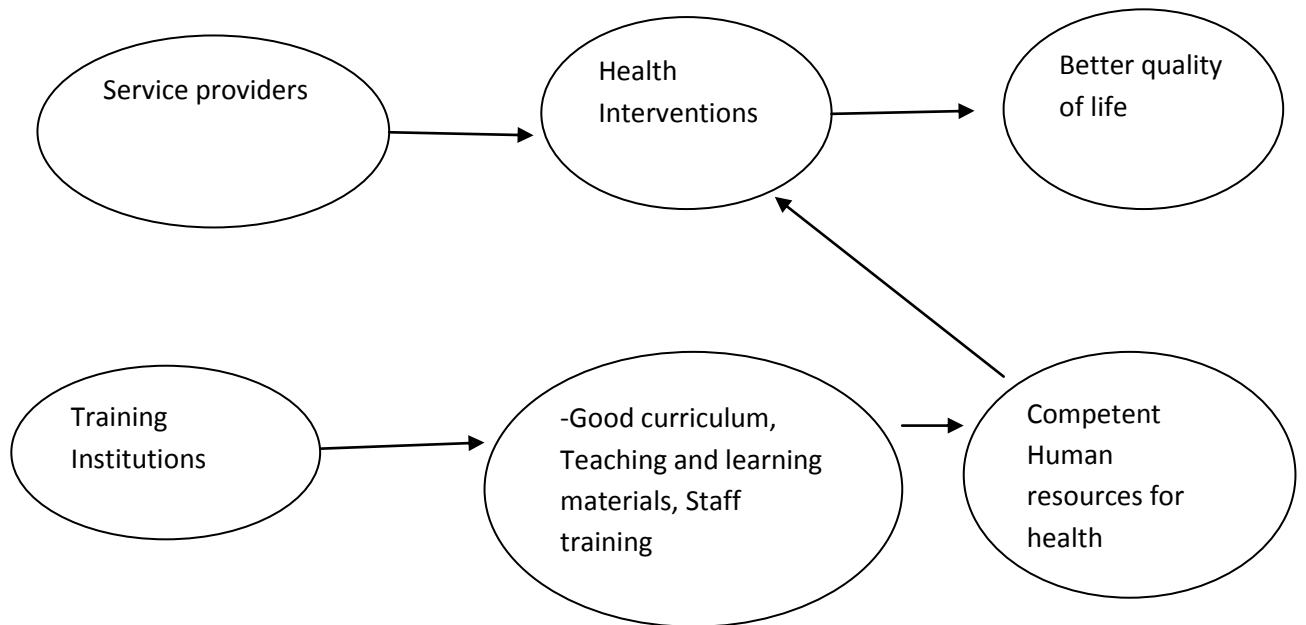 Service providers
Health
Interventions
Better quality
of life
Training
Institutions
-Good curriculum,
Teaching and learning
materials, Staff
training
Competent
Human
resources for
health